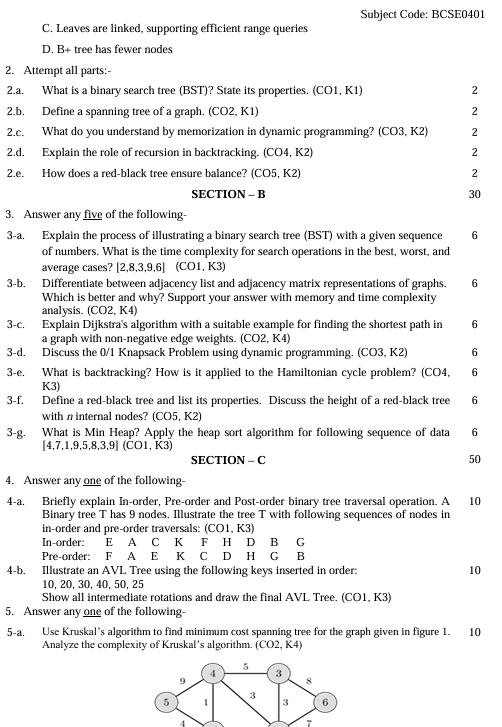 Subject Code: BCSE0401
C. Leaves are linked, supporting efficient range queries
D. B+ tree has fewer nodes
2. Attempt all parts:-
2.a. What is a binary search tree (BST)? State its properties. (CO1, K1) 2
2.b. Define a spanning tree of a graph. (CO2, K1) 2
2.c. What do you understand by memorization in dynamic programming? (CO3, K2) 2
2.d. Explain the role of recursion in backtracking. (CO4, K2) 2
2.e. How does a red-black tree ensure balance? (CO5, K2) 2
SECTION – B 30
3. Answer any five of the following-
3-a. Explain the process of illustrating a binary search tree (BST) with a given sequence 6
of numbers. What is the time complexity for search operations in the best, worst, and
average cases? [2,8,3,9,6] (CO1, K3)
3-b. Differentiate between adjacency list and adjacency matrix representations of graphs. 6
Which is better and why? Support your answer with memory and time complexity
analysis. (CO2, K4)
3-c. Explain Dijkstra's algorithm with a suitable example for finding the shortest path in 6
a graph with non-negative edge weights. (CO2, K4)
3-d. Discuss the 0/1 Knapsack Problem using dynamic programming. (CO3, K2) 6
3-e. What is backtracking? How is it applied to the Hamiltonian cycle problem? (CO4, 6
K3)
3-f. Define a red-black tree and list its properties. Discuss the height of a red-black tree 6
with n internal nodes? (CO5, K2)
3-g. What is Min Heap? Apply the heap sort algorithm for following sequence of data 6
[4,7,1,9,5,8,3,9] (CO1, K3)
SECTION – C 50
4. Answer any one of the following-
4-a. Briefly explain In-order, Pre-order and Post-order binary tree traversal operation. A 10
Binary tree T has 9 nodes. Illustrate the tree T with following sequences of nodes in
in-order and pre-order traversals: (CO1, K3)
In-order: E A C K F H D B G
Pre-order: F A E K C D H G B
4-b. Illustrate an AVL Tree using the following keys inserted in order: 10
10, 20, 30, 40, 50, 25
Show all intermediate rotations and draw the final AVL Tree. (CO1, K3)
5. Answer any one of the following-
5-a. Use Kruskal's algorithm to find minimum cost spanning tree for the graph given in figure 1. 10
Analyze the complexity of Kruskal's algorithm. (CO2, K4)
4 5 3
9 8
5 1 3 3 6
4 7